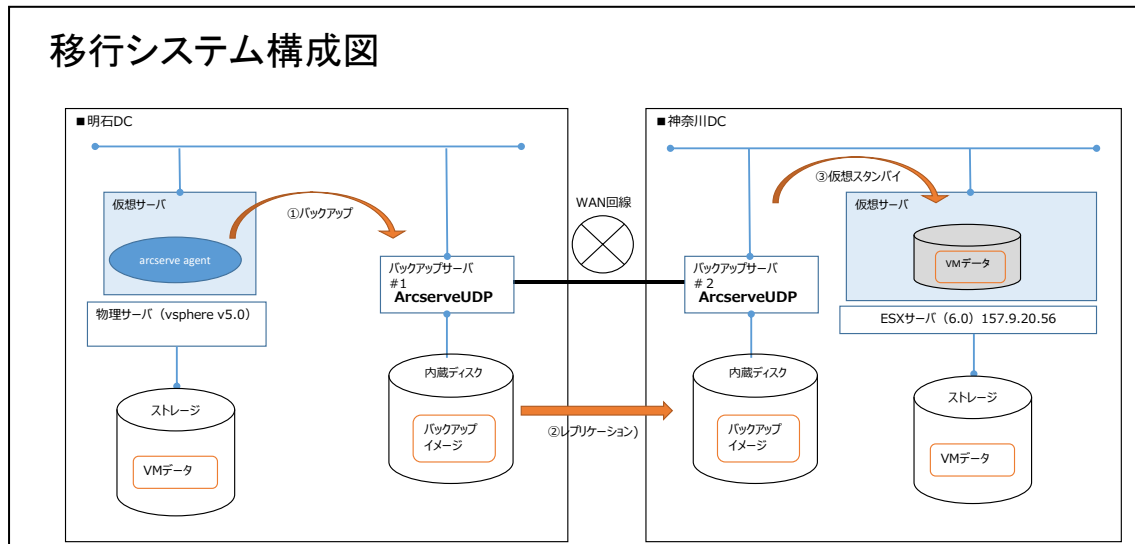 移行システム構成図
■明石DC
仮想サーバ
arcserve agent
物理サーバ（vsphere v5.0）
ストレージ
VMデータ
①バックアップ
バックアップサーバ
#1
ArcserveUDP
内蔵ディスク
バックアップ
イメージ
WAN回線
②レプリケーション)
■神奈川DC
バックアップサーバ
#２
ArcserveUDP
内蔵ディスク
バックアップ
イメージ
③仮想スタンバイ
仮想サーバ
VMデータ
ESXサーバ（6.0）157.9.20.56
ストレージ
VMデータ